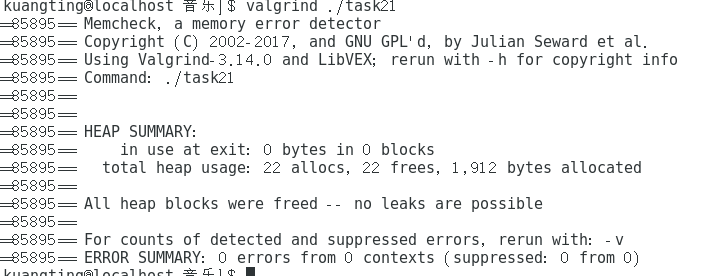 kuangting@localhost 音乐]$ valgrind ./task21
==85895== Memcheck, a memory error detector
==85895== Copyright (C) 2002-2017, and GNU GPL'd, by Julian Seward et al.
==85895== Using Valgrind-3.14.0 and LibVEX; rerun with -h for copyright info
==85895== Command: ./task21
==85895==
==85895==
==85895== HEAP SUMMARY:
==85895==     in use at exit: 0 bytes in 0 blocks
==85895==   total heap usage: 22 allocs, 22 frees, 1,912 bytes allocated
==85895==
==85895== All heap blocks were freed -- no leaks are possible
==85895==
==85895== For counts of detected and suppressed errors, rerun with: -v
==85895== ERROR SUMMARY: 0 errors from 0 contexts (suppressed: 0 from 0)
kuangting@localhost 音乐]$